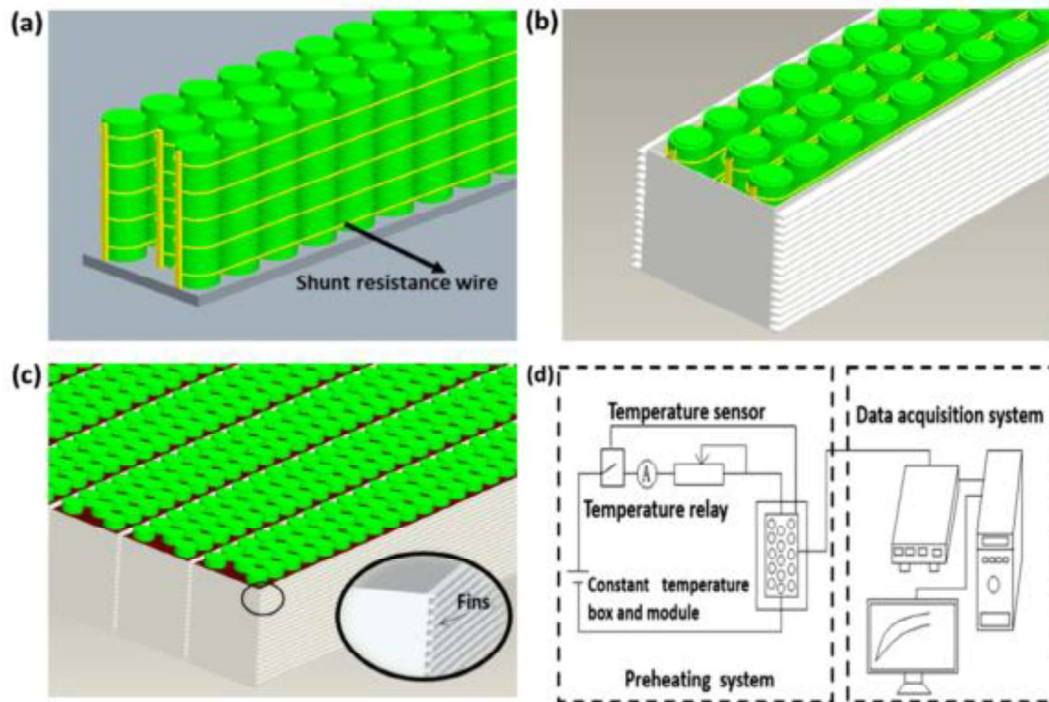 (a)
Shunt resistance wire
(b)
(c)
Fins
(d)
Temperature sensor
A
Temperature relay
Constant temperature
box and module
Preheating system
Data acquisition system